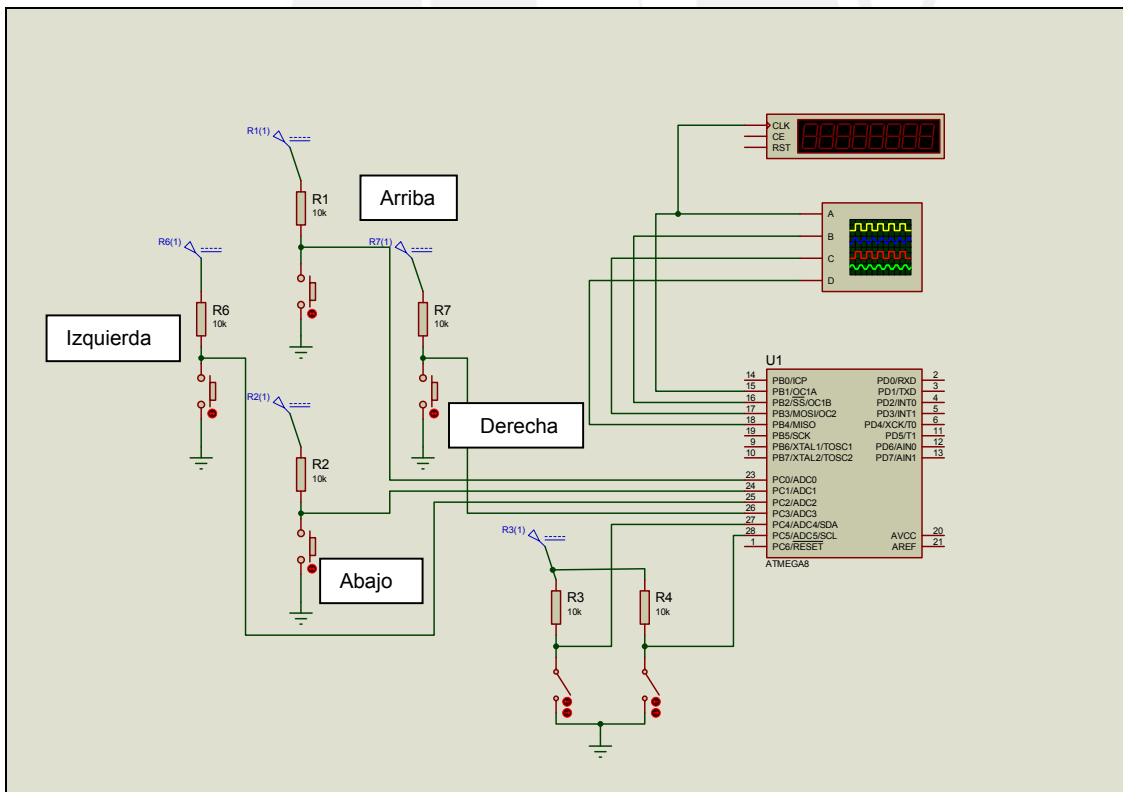 R1(1)
R1
10k
Arriba
R6(1)
R6
10k
Izquierda
R7(1)
R7
10k
Derecha
R2(1)
R2
10k
Abajo
R3(1)
R3
10k
R4
10k
CLK
CE
RST
A
B
C
D
U1
14 PB0/ICP
15 PB1/OC1A
16 PB2/SS/OC1B
17 PB3/MOSI/OC2
18 PB4/MISO
19 PB5/SCK
9 PB6/XTAL1/TOSC1
10 PB7/XTAL2/TOSC2
23 PC0/ADC0
24 PC1/ADC1
25 PC2/ADC2
26 PC3/ADC3
27 PC4/ADC4/SDA
28 PC5/ADC5/SCL
1 PC6/RESET
PD0/RXD 2
PD1/TXD 3
PD2/INT0 4
PD3/INT1 5
PD4/XCK/T0 6
PD5/T1 11
PD6/AIN0 12
PD7/AIN1 13
AVCC 20
AREF 21
ATMEGA8